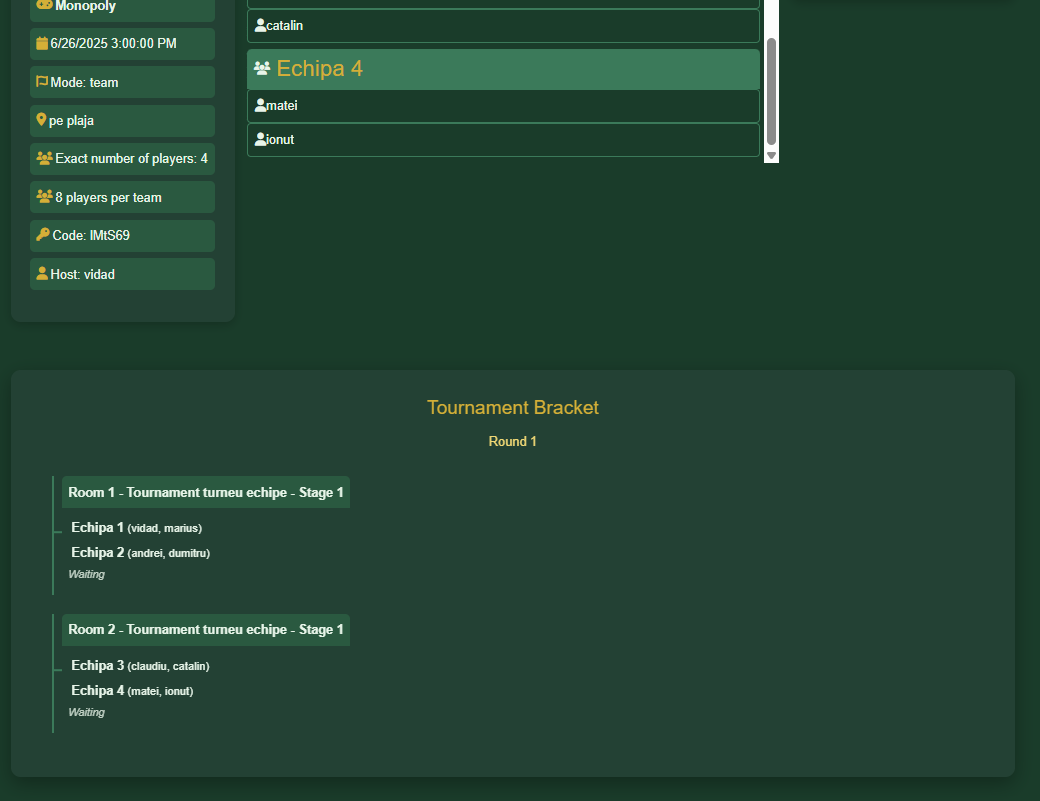 Monopoly
6/26/2025 3:00:00 PM
Mode: team
pe plaja
Exact number of players: 4
8 players per team
Code: IMtS69
Host: vidad
catalin
Echipa 4
matei
ionut
Tournament Bracket
Round 1
Room 1 - Tournament turneu echipe - Stage 1
Echipa 1 (vidad, marius)
Echipa 2 (andrei, dumitru)
Waiting
Room 2 - Tournament turneu echipe - Stage 1
Echipa 3 (claudiu, catalin)
Echipa 4 (matei, ionut)
Waiting